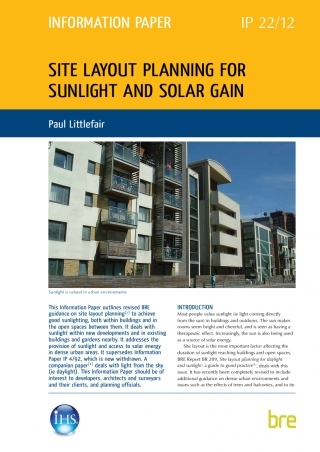 INFORMATION PAPER IP 22/12
SITE LAYOUT PLANNING FOR
SUNLIGHT AND SOLAR GAIN
Paul Littlefair
Sunlight is valued in urban environments
This Information Paper outlines revised BRE
guidance on site layout planning[1] to achieve
good sunlighting, both within buildings and in
the open spaces between them. It deals with
sunlight within new developments and in existing
buildings and gardens nearby. It addresses the
provision of sunlight and access to solar energy
in dense urban areas. It supersedes Information
Paper IP 4/92, which is now withdrawn. A
companion paper[2] deals with light from the sky
(ie daylight). This Information Paper should be of
interest to developers, architects and surveyors
and their clients, and planning officials.
INTRODUCTION
Most people value sunlight (ie light coming directly
from the sun) in buildings and outdoors. The sun makes
rooms seem bright and cheerful, and is seen as having a
therapeutic effect. Increasingly, the sun is also being used
as a source of solar energy.
Site layout is the most important factor affecting the
duration of sunlight reaching buildings and open spaces.
BRE Report BR 209, Site layout planning for daylight
and sunlight: a guide to good practice[1], deals with this
issue. It has recently been completely revised to include
additional guidance on dense urban environments and
issues such as the effects of trees and balconies, and to
IHS
bre